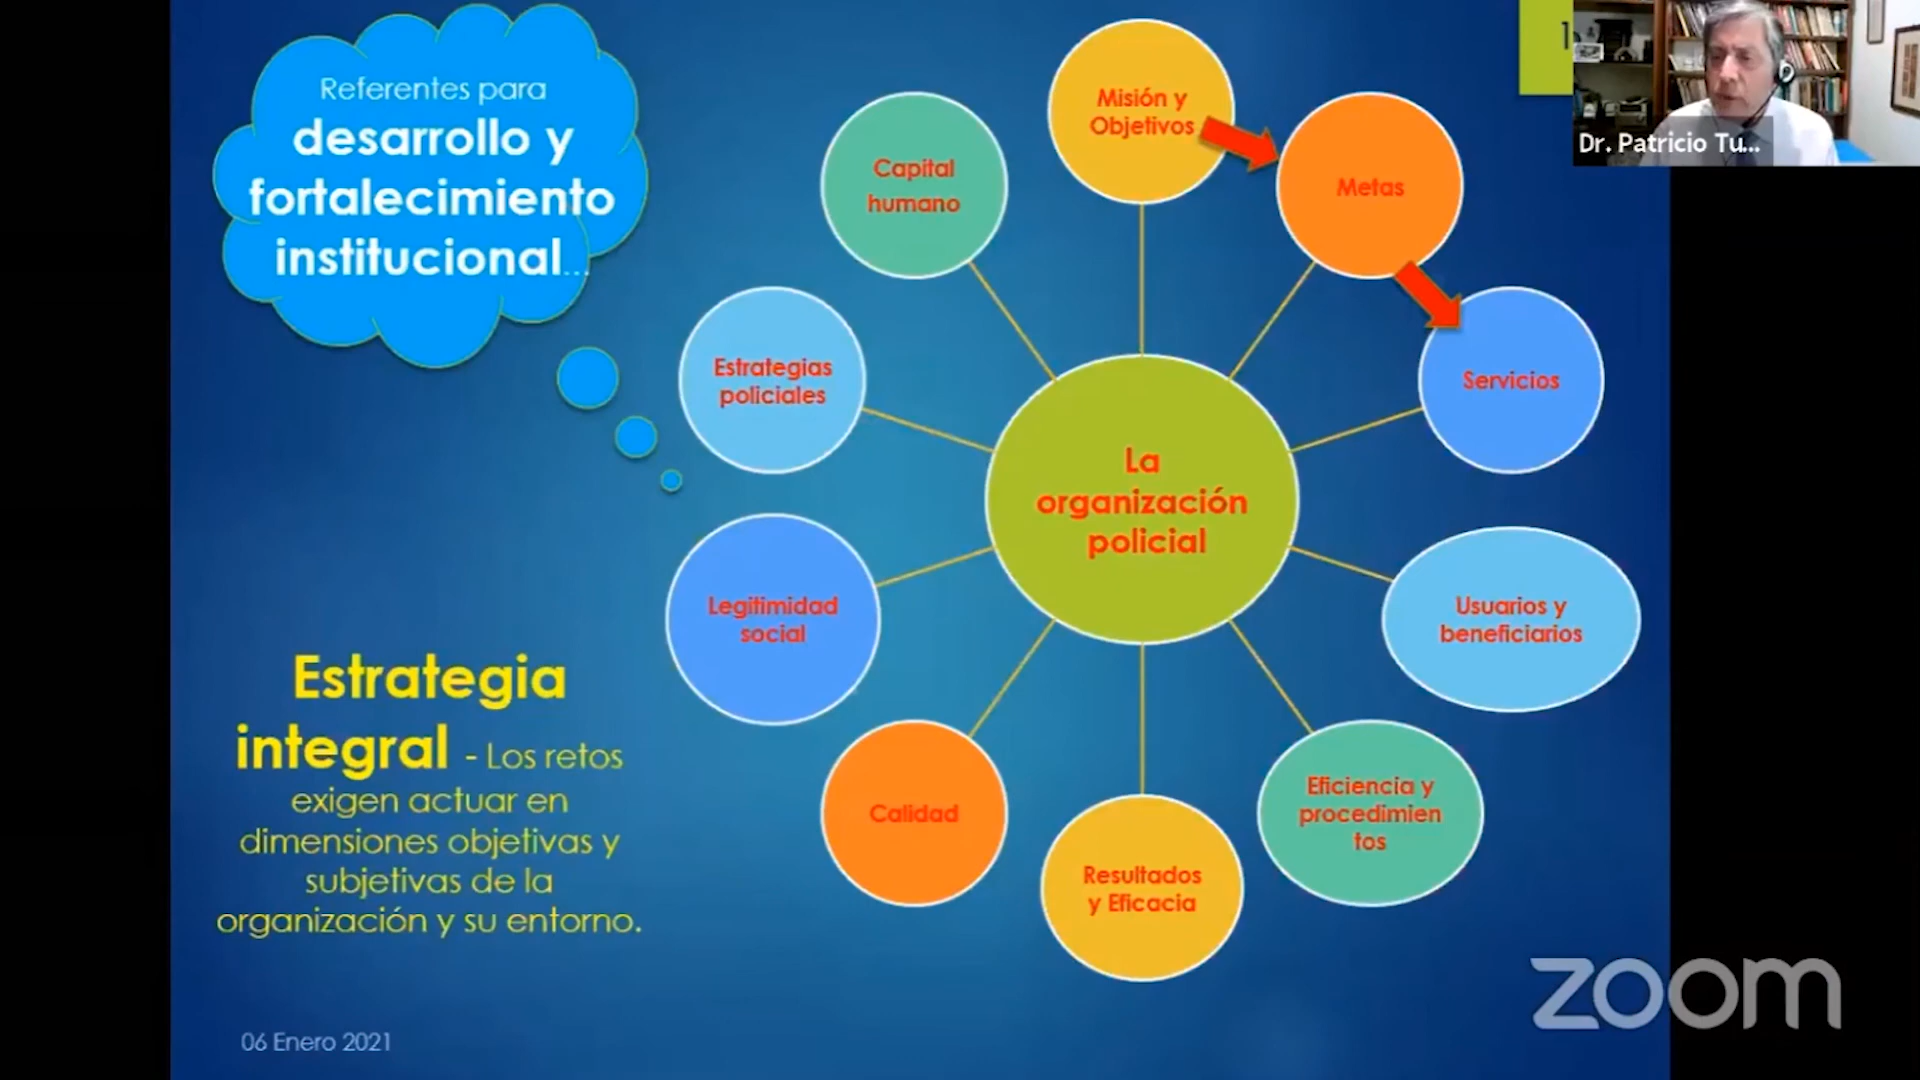 Referentes para
desarrollo y
fortalecimiento
institucional...
Estrategia
integral - Los retos
exigen actuar en
dimensiones objetivas y
subjetivas de la
organización y su entorno.
06 Enero 2021
La
organización
policial
Misión y
Objetivos
Metas
Servicios
Usuarios y
beneficiarios
Eficiencia y
procedimien
tos
Resultados
y Eficacia
Calidad
Legitimidad
social
Estrategias
policiales
Capital
humano
Dr. Patricio Tu...
zoom